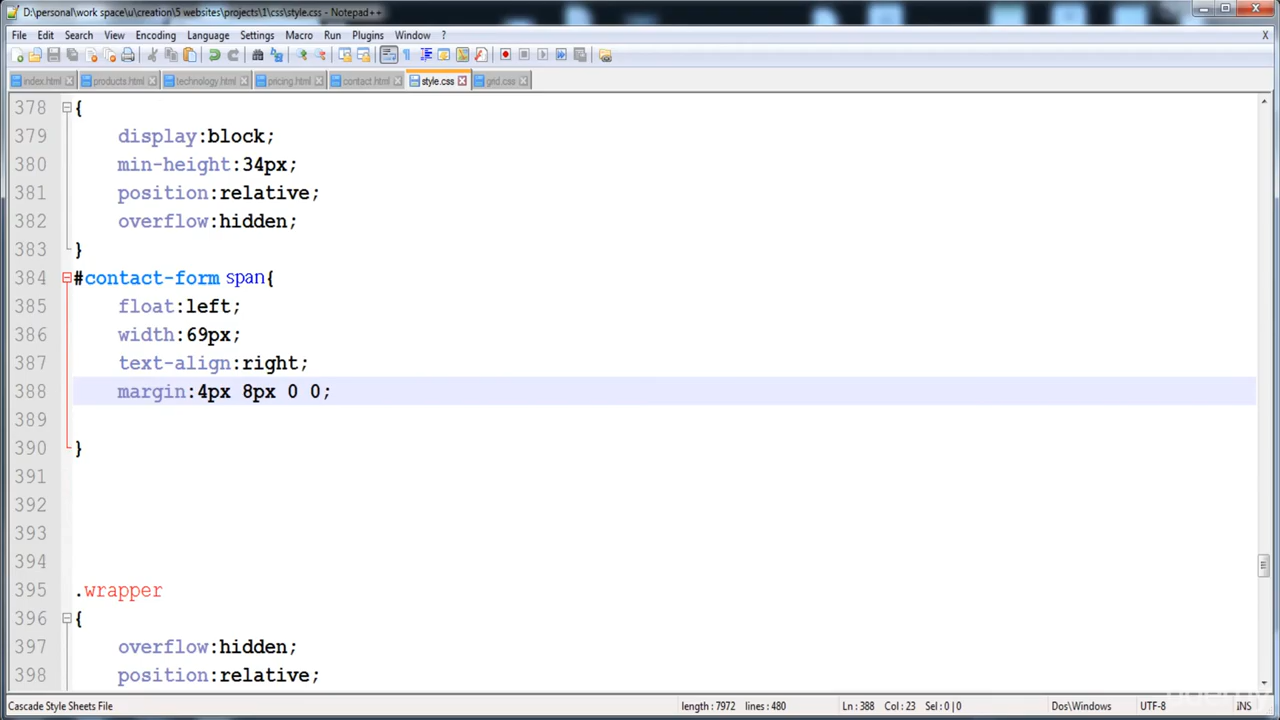 D:\personal\work space\u\creation\5 websites\projects\1\css\style.css - Notepad++
File Edit Search View Encoding Language Settings Macro Run Plugins Window ? X
index.html products.html technology.html pricing.html contact.html style.css grid.css
378 {
379 display:block;
380 min-height:34px;
381 position:relative;
382 overflow:hidden;
383 }
384 #contact-form span{
385 float:left;
386 width:69px;
387 text-align:right;
388 margin:4px 8px 0 0;
389
390 }
391
392
393
394
395 .wrapper
396 {
397 overflow:hidden;
398 position:relative;
Cascade Style Sheets File length: 7972 lines: 480 Ln: 388 Col: 23 Sel: 0 | 0 Dos\Windows UTF-8 INS